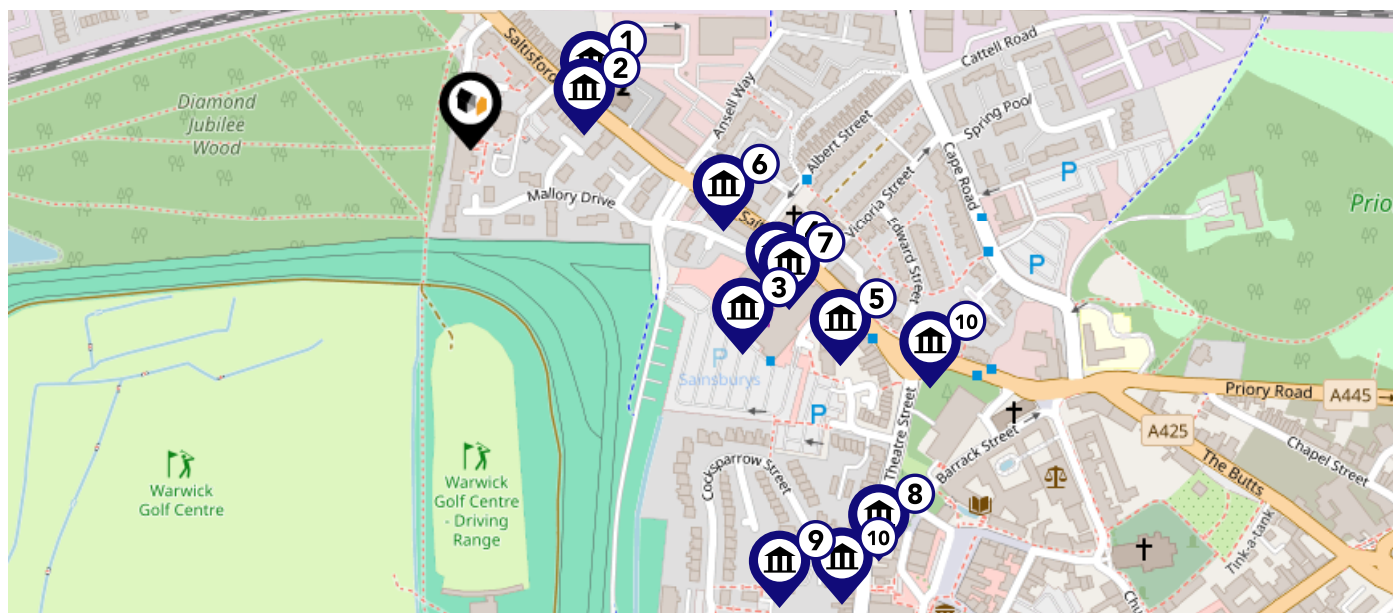 Saltisford
1
2
Cattell Road
Diamond
Jubilee
Wood
Ansell Way
Albert Street
Spring Pool
Cape Road
P
6
Mallory Drive
Victoria Street
Edward Street
Prio
7
P
3
5
10
P
Sainsburys
Priory Road
A445
P
Theatre Street
A425
Barrack Street
The Butts
Chapel Street
Cocksparrow Street
Warwick
Golf Centre
Warwick
Golf Centre
- Driving
Range
8
9
10
Tink-a-tank
Chu